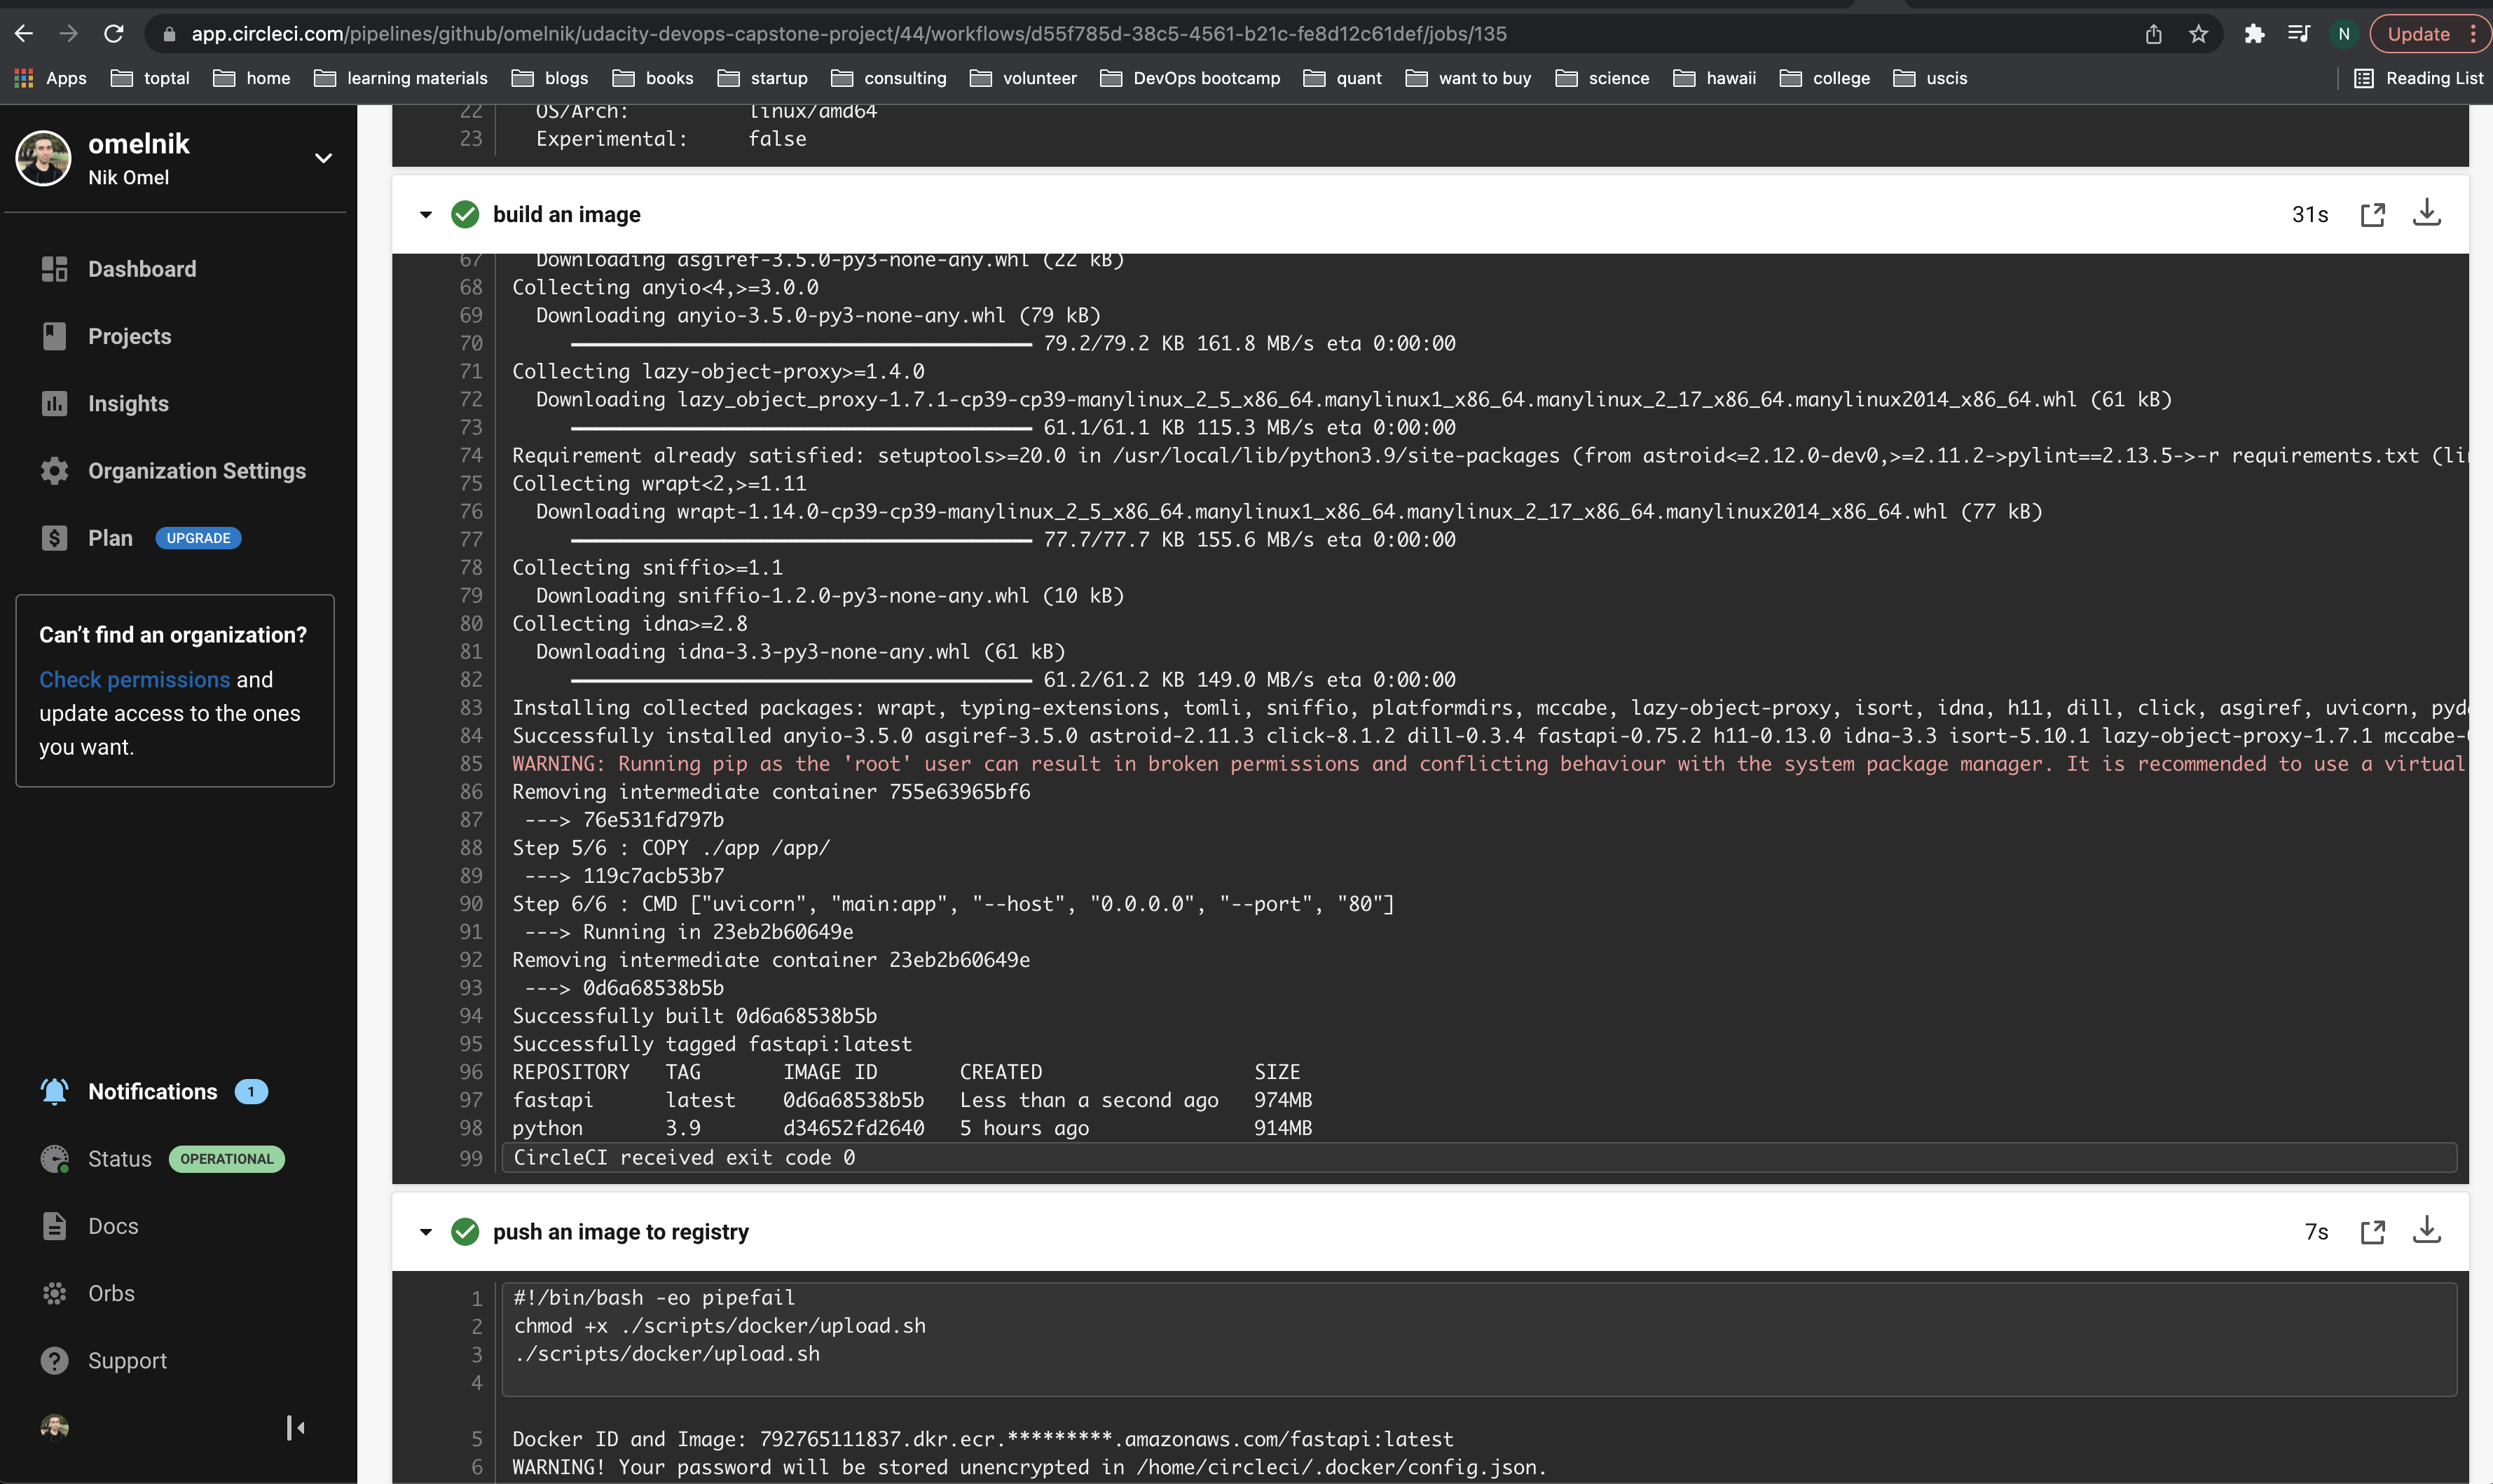 app.circleci.com/pipelines/github/omelnik/udacity-devops-capstone-project/44/workflows/d55f785d-38c5-4561-b21c-fe8d12c61def/jobs/135
N
Update
Apps
toptal
home
learning materials
blogs
books
startup
consulting
volunteer
DevOps bootcamp
quant
want to buy
science
hawaii
college
uscis
Reading List
omelnik
Nik Omel
Dashboard
Projects
Insights
Organization Settings
Plan UPGRADE
Can't find an organization?
Check permissions and
update access to the ones
you want.
Notifications 1
Status OPERATIONAL
Docs
Orbs
Support
22 OS/Arch: linux/amd64
23 Experimental: false
build an image 31s
67 Downloading asgiref-3.5.0-py3-none-any.whl (22 kB)
68 Collecting anyio<4,>=3.0.0
69 Downloading anyio-3.5.0-py3-none-any.whl (79 kB)
70 79.2/79.2 KB 161.8 MB/s eta 0:00:00
71 Collecting lazy-object-proxy>=1.4.0
72 Downloading lazy_object_proxy-1.7.1-cp39-cp39-manylinux_2_5_x86_64.manylinux1_x86_64.manylinux_2_17_x86_64.manylinux2014_x86_64.whl (61 kB)
73 61.1/61.1 KB 115.3 MB/s eta 0:00:00
74 Requirement already satisfied: setuptools>=20.0 in /usr/local/lib/python3.9/site-packages (from astroid<=2.12.0-dev0,>=2.11.2->pylint==2.13.5->-r requirements.txt (li
75 Collecting wrapt<2,>=1.11
76 Downloading wrapt-1.14.0-cp39-cp39-manylinux_2_5_x86_64.manylinux1_x86_64.manylinux_2_17_x86_64.manylinux2014_x86_64.whl (77 kB)
77 77.7/77.7 KB 155.6 MB/s eta 0:00:00
78 Collecting sniffio>=1.1
79 Downloading sniffio-1.2.0-py3-none-any.whl (10 kB)
80 Collecting idna>=2.8
81 Downloading idna-3.3-py3-none-any.whl (61 kB)
82 61.2/61.2 KB 149.0 MB/s eta 0:00:00
83 Installing collected packages: wrapt, typing-extensions, tomli, sniffio, platformdirs, mccabe, lazy-object-proxy, isort, idna, h11, dill, click, asgiref, uvicorn, pyd
84 Successfully installed anyio-3.5.0 asgiref-3.5.0 astroid-2.11.3 click-8.1.2 dill-0.3.4 fastapi-0.75.2 h11-0.13.0 idna-3.3 isort-5.10.1 lazy-object-proxy-1.7.1 mccabe-
85 WARNING: Running pip as the 'root' user can result in broken permissions and conflicting behaviour with the system package manager. It is recommended to use a virtual
86 Removing intermediate container 755e63965bf6
87 ---> 76e531fd797b
88 Step 5/6 : COPY ./app /app/
89 ---> 119c7acb53b7
90 Step 6/6 : CMD ["uvicorn", "main:app", "--host", "0.0.0.0", "--port", "80"]
91 ---> Running in 23eb2b60649e
92 Removing intermediate container 23eb2b60649e
93 ---> 0d6a68538b5b
94 Successfully built 0d6a68538b5b
95 Successfully tagged fastapi:latest
96 REPOSITORY TAG IMAGE ID CREATED SIZE
97 fastapi latest 0d6a68538b5b Less than a second ago 974MB
98 python 3.9 d34652fd2640 5 hours ago 914MB
99 CircleCI received exit code 0
push an image to registry 7s
1 #!/bin/bash -eo pipefail
2 chmod +x ./scripts/docker/upload.sh
3 ./scripts/docker/upload.sh
4
5 Docker ID and Image: 792765111837.dkr.ecr.*********.amazonaws.com/fastapi:latest
6 WARNING! Your password will be stored unencrypted in /home/circleci/.docker/config.json.